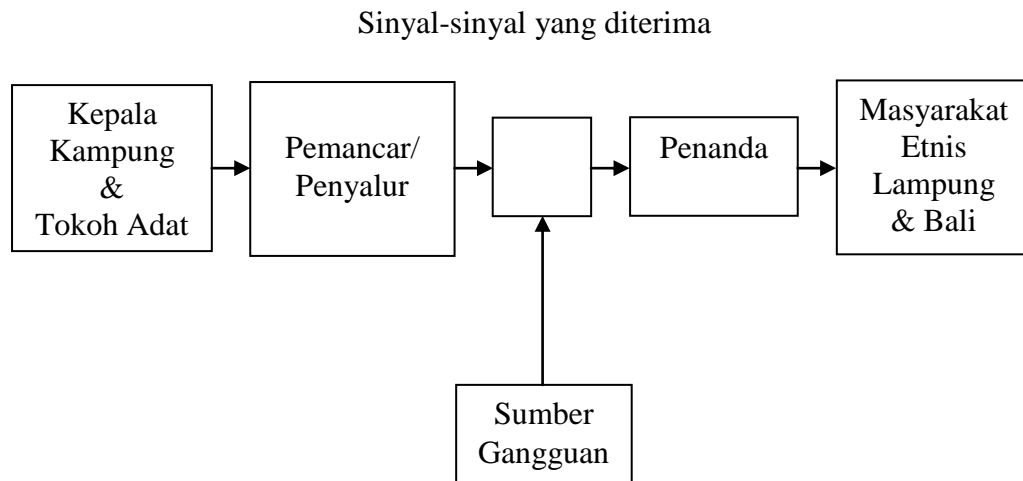 Sinyal-sinyal yang diterima
Kepala
Kampung
&
Tokoh Adat
Pemancar/
Penyalur
Penanda
Masyarakat
Etnis
Lampung
& Bali
Sumber
Gangguan